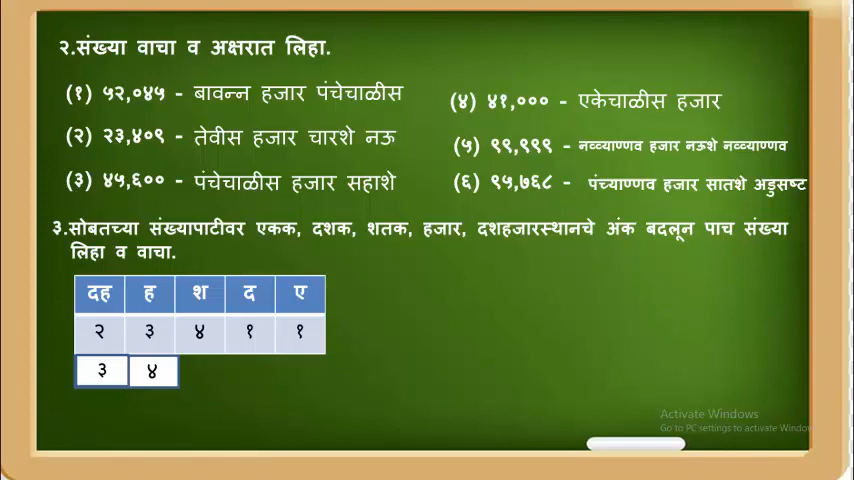 २.संख्या वाचा व अक्षरात लिहा.
(१) ५२,०४५ - बावन्न हजार पंचेचाळीस
(२) २३,४०९ - तेवीस हजार चारशे नऊ
(३) ४५,६०० - पंचेचाळीस हजार सहाशे
(४) ४१,००० - एकेचाळीस हजार
(५) ९९,९९९ - नव्व्याण्णव हजार नऊशे नव्व्याण्णव
(६) ९५,७६८ - पंच्याण्णव हजार सातशे अडुसष्ट
३.सोबतच्या संख्यापाटीवर एकक, दशक, शतक, हजार, दशहजारस्थानचे अंक बदलून पाच संख्या
लिहा व वाचा.
दह ह श द ए
२ ३ ४ १ १
३ ४
Activate Windows
Go to PC settings to activate Windows